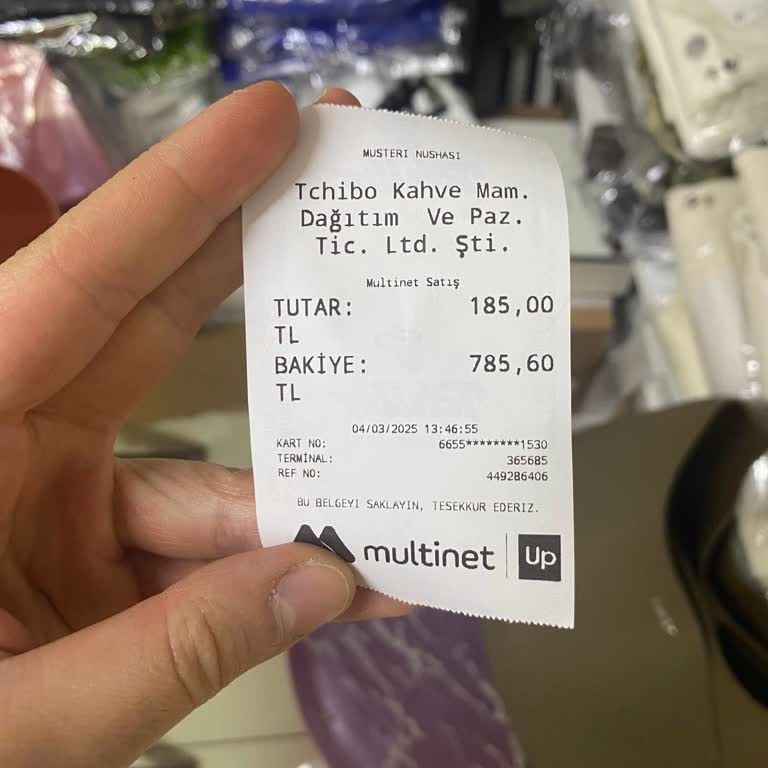 MUSTERI NUSHASI
Tchibo Kahve Mam.
Dağıtım Ve Paz.
Tic. Ltd. Şti.
Multinet Satış
TUTAR: 185,00
TL
BAKİYE: 785,60
TL
04/03/2025 13:46:55
KART NO: 6655********1530
TERMİNAL: 365685
REF NO: 449286406
BU BELGEYİ SAKLAYIN, TESEKKUR EDERIZ.
multinet Up